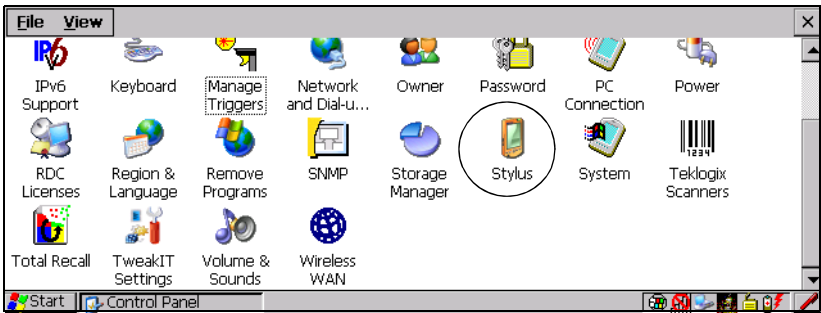 File View
IPv6 Support
Keyboard
Manage Triggers
Network and Dial-u...
Owner
Password
PC Connection
Power
RDC Licenses
Region & Language
Remove Programs
SNMP
Storage Manager
Stylus
System
1234
Teklogix Scanners
Total Recall
TweakIT Settings
Volume & Sounds
Wireless WAN
Start
Control Panel